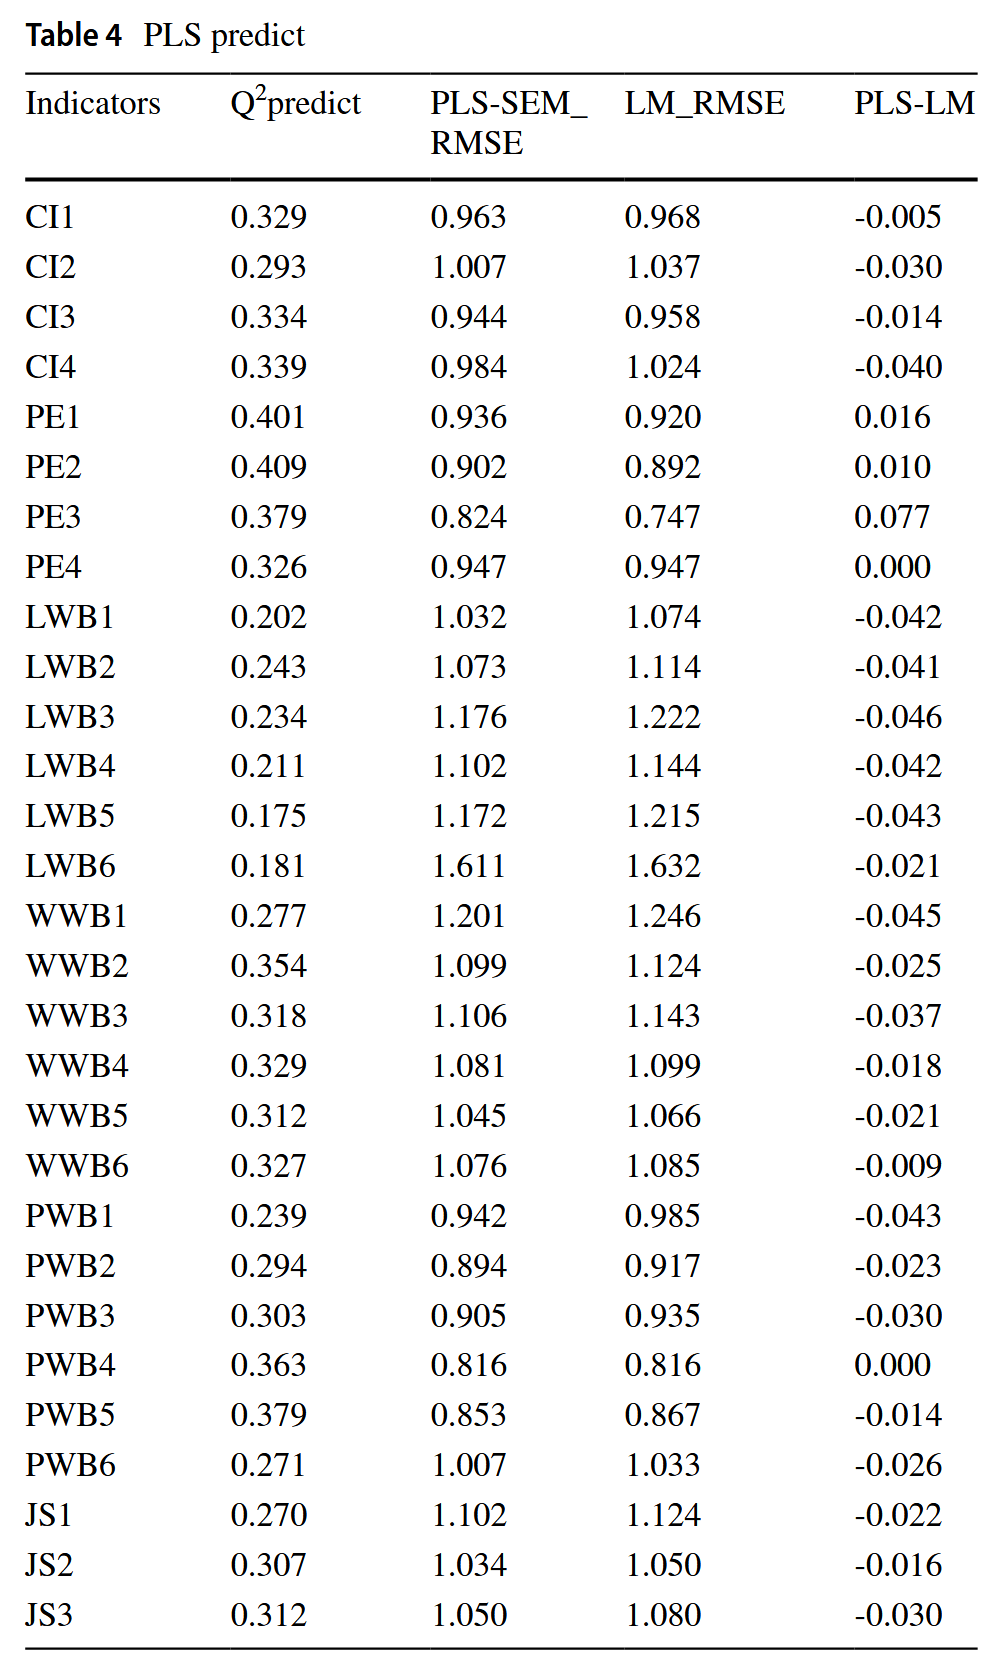 Table 4 PLS predict
Indicators Q²predict PLS-SEM_ LM_RMSE PLS-LM
RMSE
CI1 0.329 0.963 0.968 -0.005
CI2 0.293 1.007 1.037 -0.030
CI3 0.334 0.944 0.958 -0.014
CI4 0.339 0.984 1.024 -0.040
PE1 0.401 0.936 0.920 0.016
PE2 0.409 0.902 0.892 0.010
PE3 0.379 0.824 0.747 0.077
PE4 0.326 0.947 0.947 0.000
LWB1 0.202 1.032 1.074 -0.042
LWB2 0.243 1.073 1.114 -0.041
LWB3 0.234 1.176 1.222 -0.046
LWB4 0.211 1.102 1.144 -0.042
LWB5 0.175 1.172 1.215 -0.043
LWB6 0.181 1.611 1.632 -0.021
WWB1 0.277 1.201 1.246 -0.045
WWB2 0.354 1.099 1.124 -0.025
WWB3 0.318 1.106 1.143 -0.037
WWB4 0.329 1.081 1.099 -0.018
WWB5 0.312 1.045 1.066 -0.021
WWB6 0.327 1.076 1.085 -0.009
PWB1 0.239 0.942 0.985 -0.043
PWB2 0.294 0.894 0.917 -0.023
PWB3 0.303 0.905 0.935 -0.030
PWB4 0.363 0.816 0.816 0.000
PWB5 0.379 0.853 0.867 -0.014
PWB6 0.271 1.007 1.033 -0.026
JS1 0.270 1.102 1.124 -0.022
JS2 0.307 1.034 1.050 -0.016
JS3 0.312 1.050 1.080 -0.030